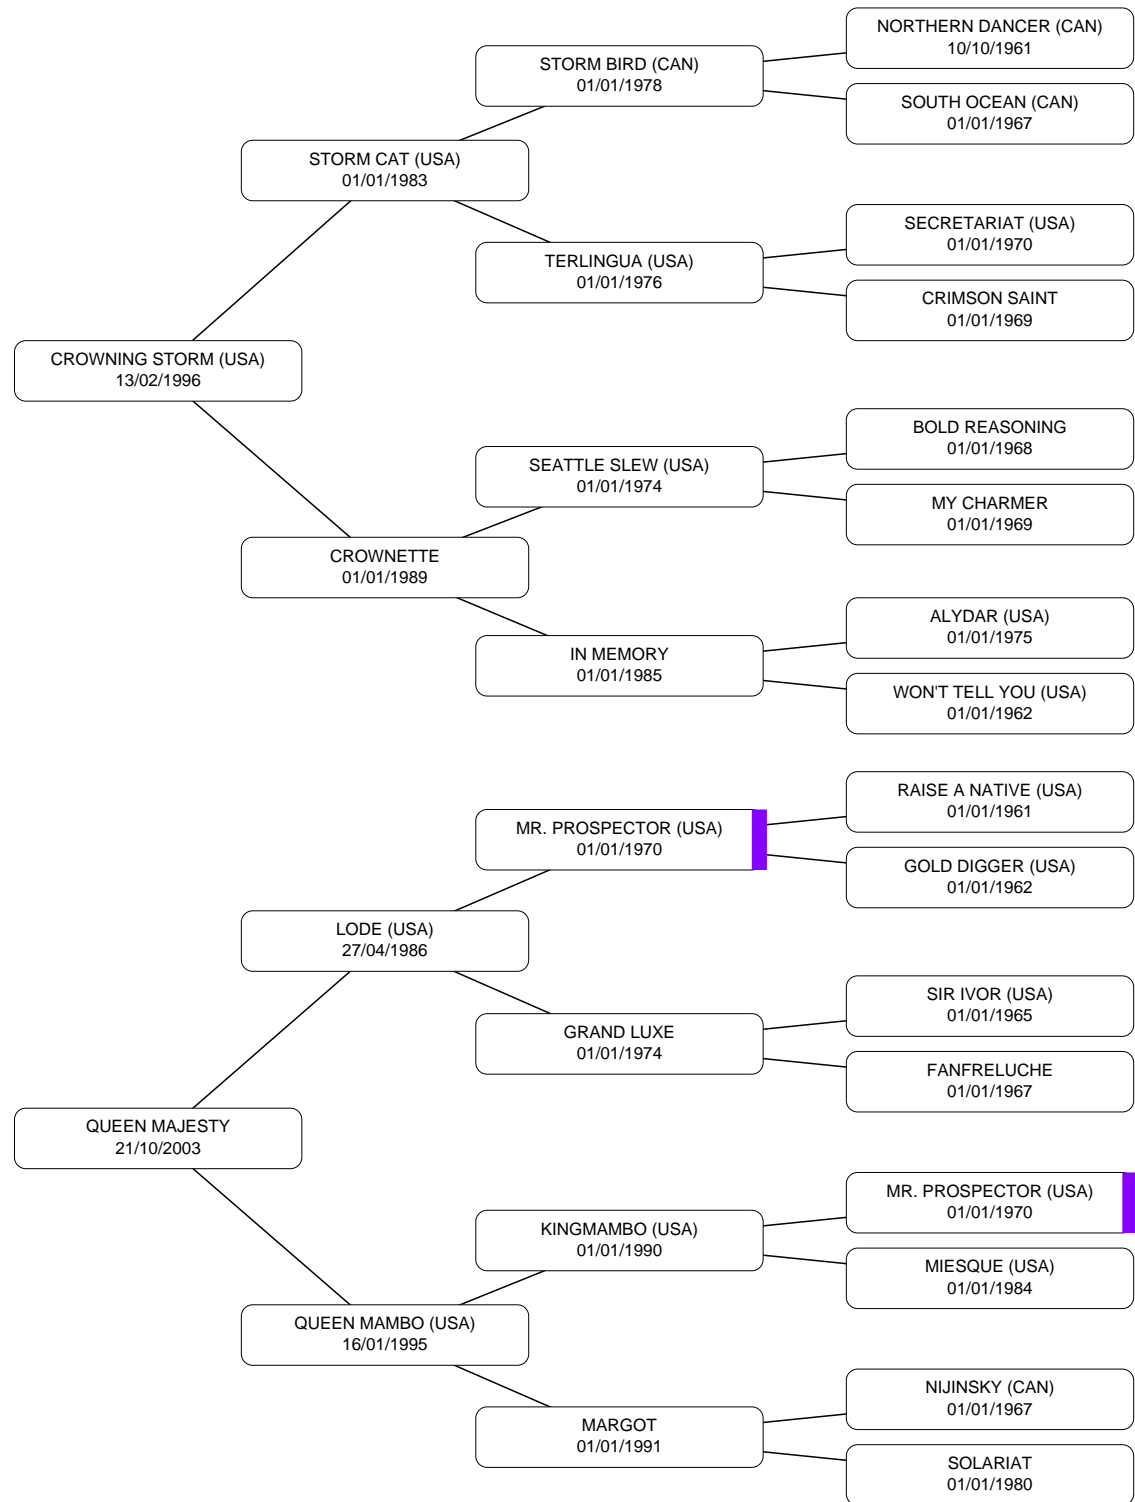 NORTHERN DANCER (CAN)
10/10/1961
STORM BIRD (CAN)
01/01/1978
SOUTH OCEAN (CAN)
01/01/1967
STORM CAT (USA)
01/01/1983
SECRETARIAT (USA)
01/01/1970
TERLINGUA (USA)
01/01/1976
CRIMSON SAINT
01/01/1969
CROWNING STORM (USA)
13/02/1996
BOLD REASONING
01/01/1968
SEATTLE SLEW (USA)
01/01/1974
MY CHARMER
01/01/1969
CROWNETTE
01/01/1989
ALYDAR (USA)
01/01/1975
IN MEMORY
01/01/1985
WON'T TELL YOU (USA)
01/01/1962
RAISE A NATIVE (USA)
01/01/1961
MR. PROSPECTOR (USA)
01/01/1970
GOLD DIGGER (USA)
01/01/1962
LODE (USA)
27/04/1986
SIR IVOR (USA)
01/01/1965
GRAND LUXE
01/01/1974
FANFRELUCHE
01/01/1967
QUEEN MAJESTY
21/10/2003
MR. PROSPECTOR (USA)
01/01/1970
KINGMAMBO (USA)
01/01/1990
MIESQUE (USA)
01/01/1984
QUEEN MAMBO (USA)
16/01/1995
NIJINSKY (CAN)
01/01/1967
MARGOT
01/01/1991
SOLARIAT
01/01/1980